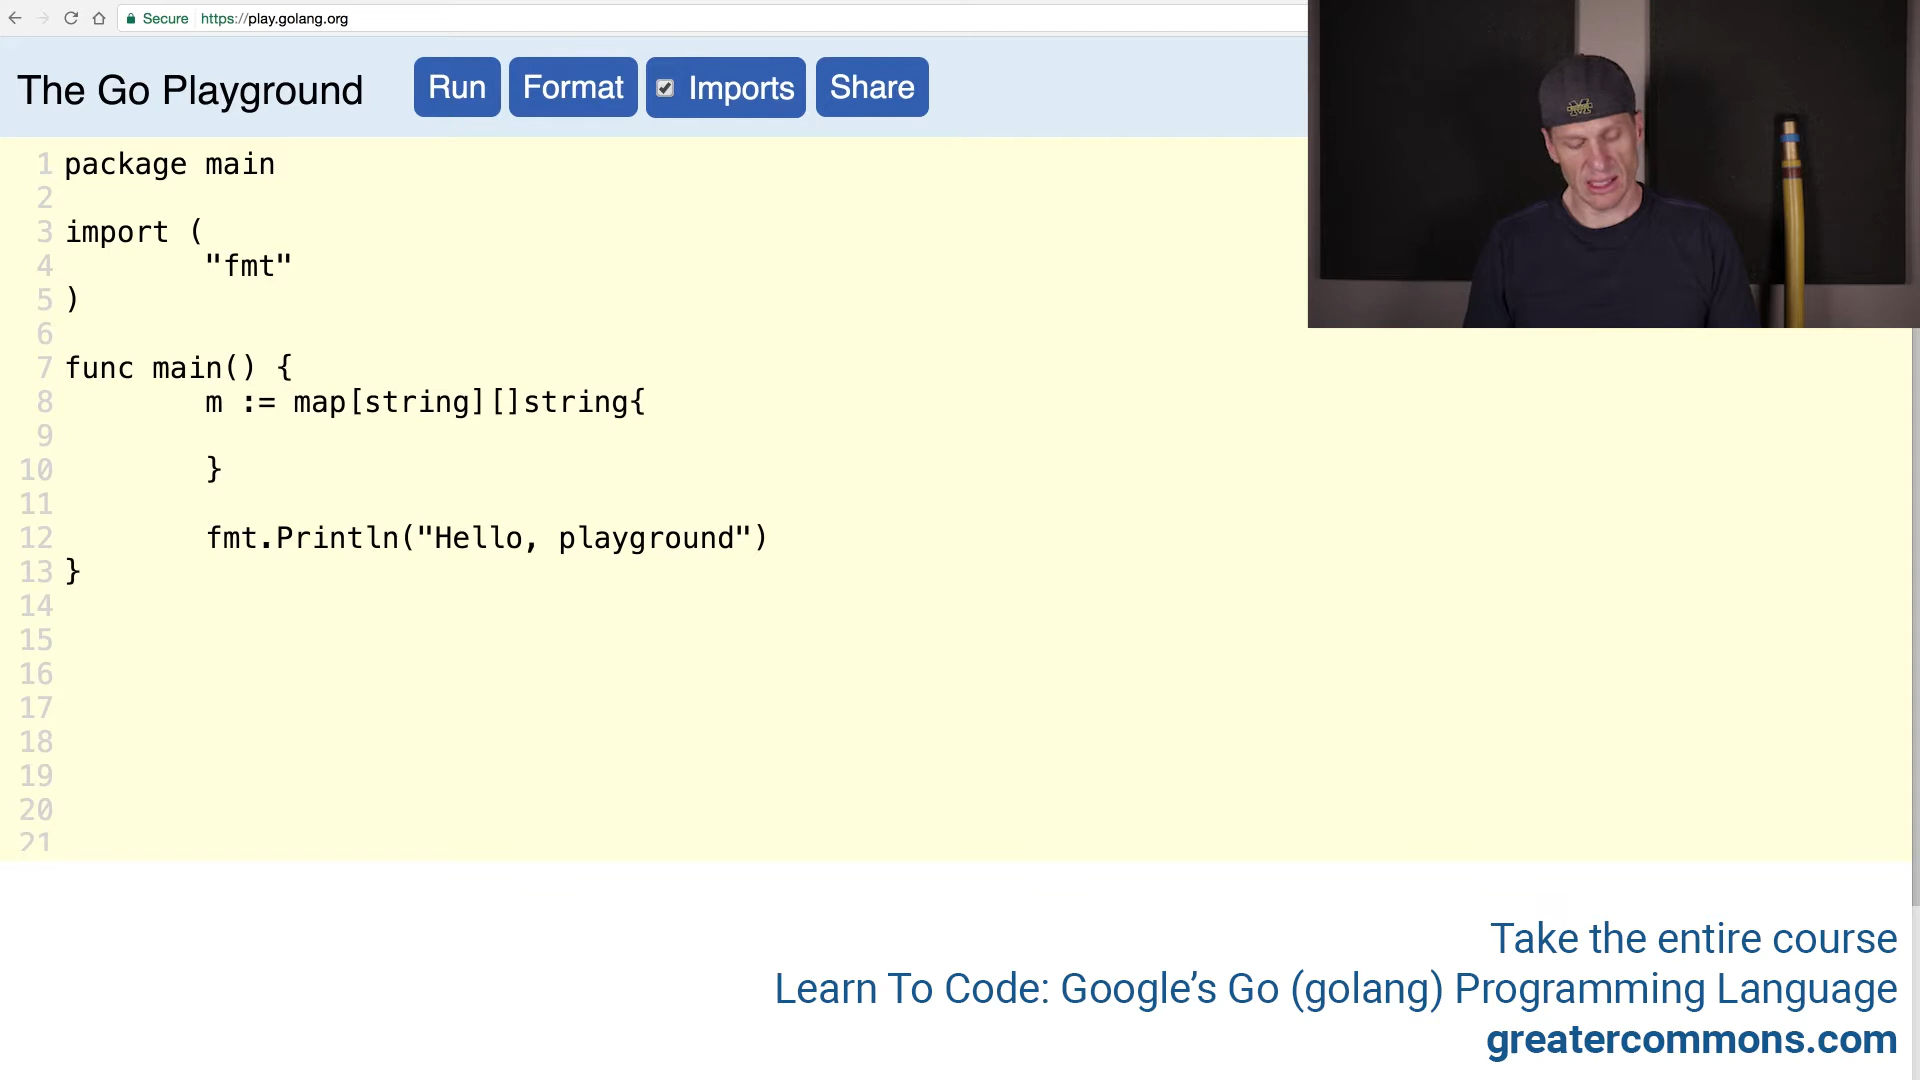 Secure https://play.golang.org
The Go Playground Run Format Imports Share
1 package main
2
3 import (
4 "fmt"
5 )
6
7 func main() {
8 m := map[string][]string{
9
10 }
11
12 fmt.Println("Hello, playground")
13 }
14
15
16
17
18
19
20
21
Take the entire course
Learn To Code: Google’s Go (golang) Programming Language
greatercommons.com